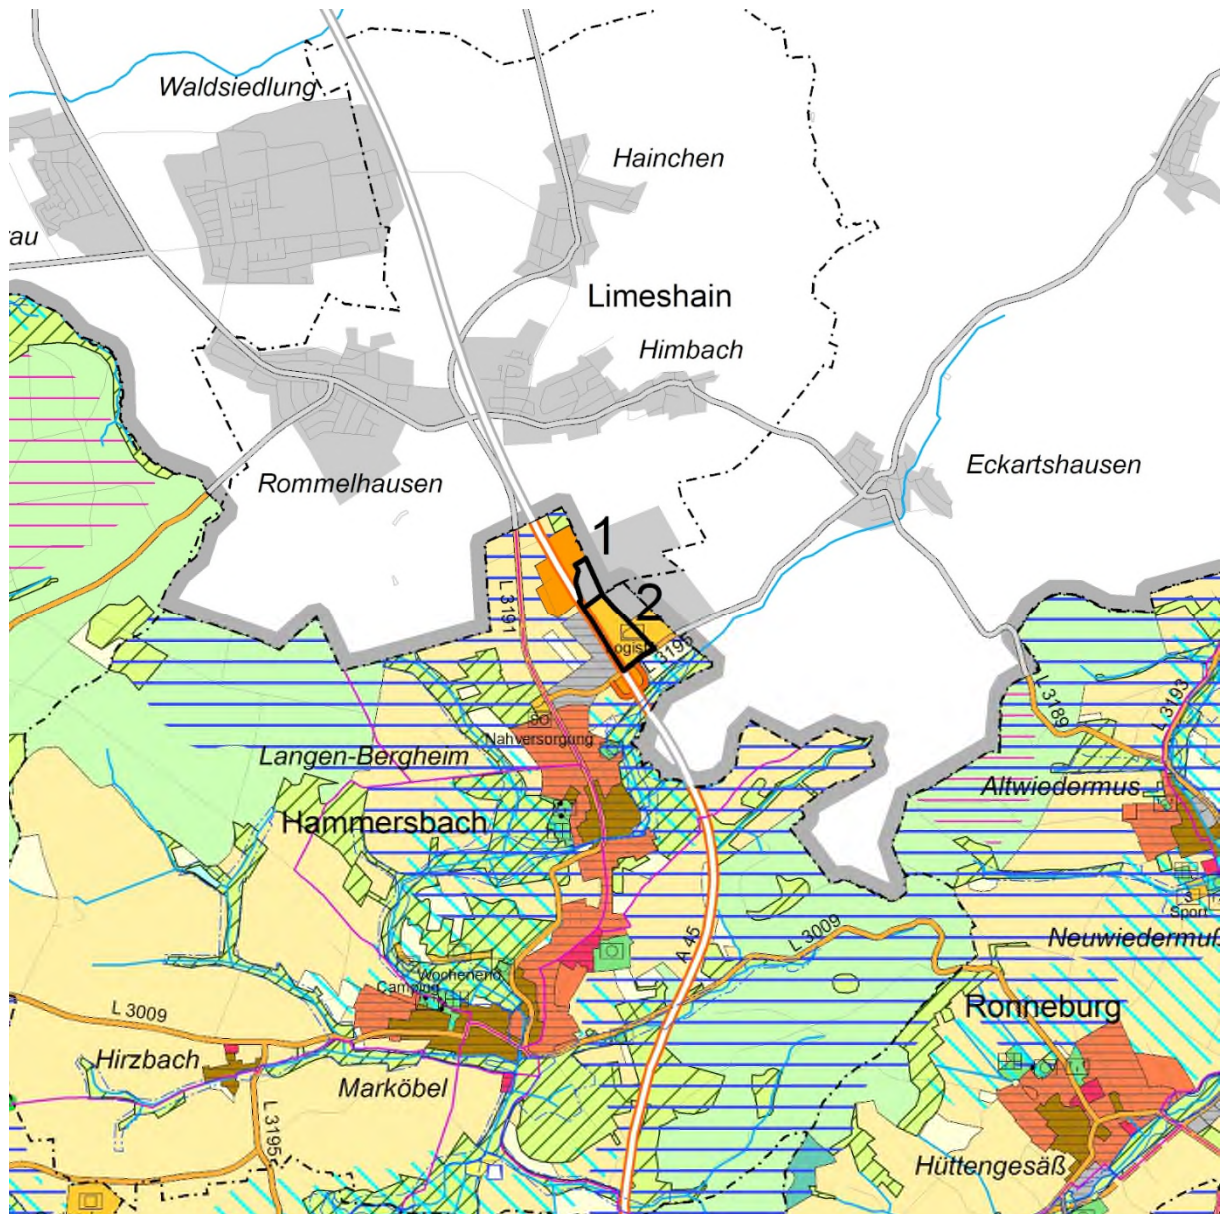 Waldsiedlung
Hainchen
au
Limeshain
Himbach
Eckartshausen
Rommelhausen
1
2
L 3191
Logistik
L 3195
L 3189
L 3193
SO
Nahversorgung
Langen-Bergheim
Altwiedermus
Hammersbach
3
Sport
Neuwiedermuß
L 3009
A 45
Wochenend
Camping
Ronneburg
L 3009
Hirzbach
Marköbel
L 3195
Hüttengesäß